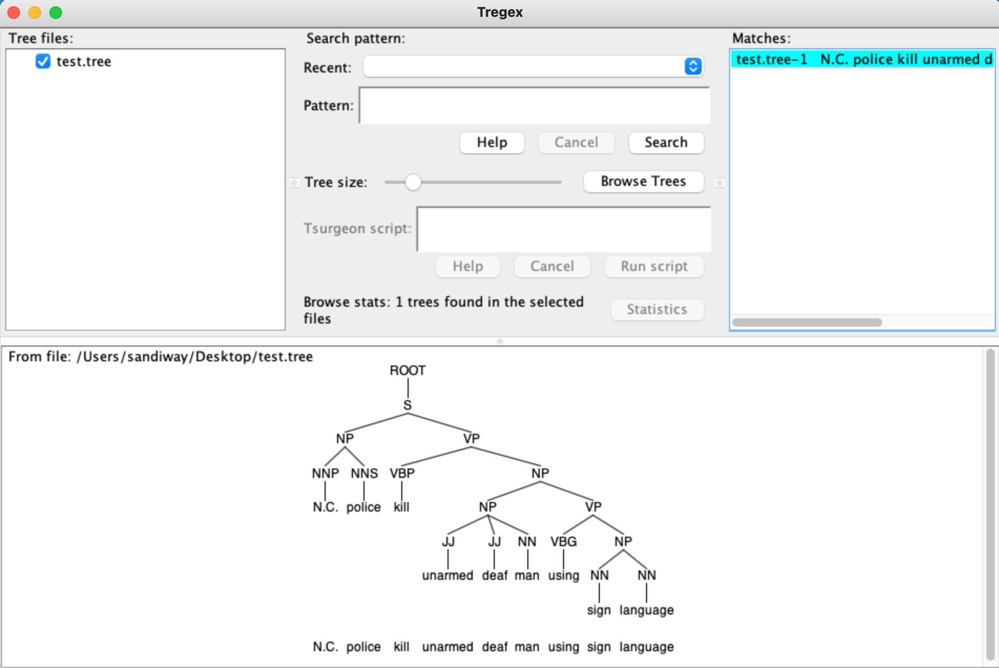 Tregex
Tree files:
test.tree
Search pattern:
Recent:
Pattern:
Help Cancel Search
Tree size: Browse Trees
Tsurgeon script:
Help Cancel Run script
Browse stats: 1 trees found in the selected
files
Statistics
Matches:
test.tree-1 N.C. police kill unarmed d
From file: /Users/sandiway/Desktop/test.tree
ROOT
S
NP VP
NNP NNS VBP NP
N.C. police kill NP VP
JJ JJ NN VBG NP
unarmed deaf man using NN NN
sign language
N.C. police kill unarmed deaf man using sign language